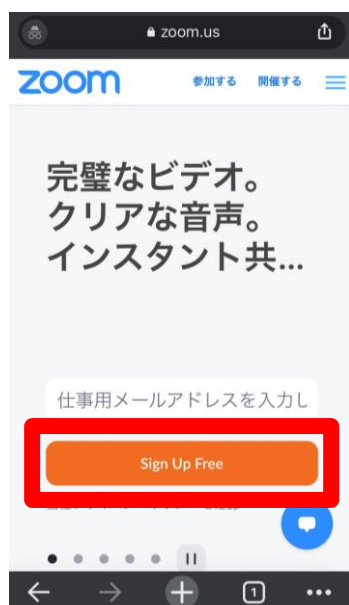 zoom.us
zoom 参加する 開催する
完璧なビデオ。
クリアな音声。
インスタント共...
仕事用メールアドレスを入力し
Sign Up Free
1